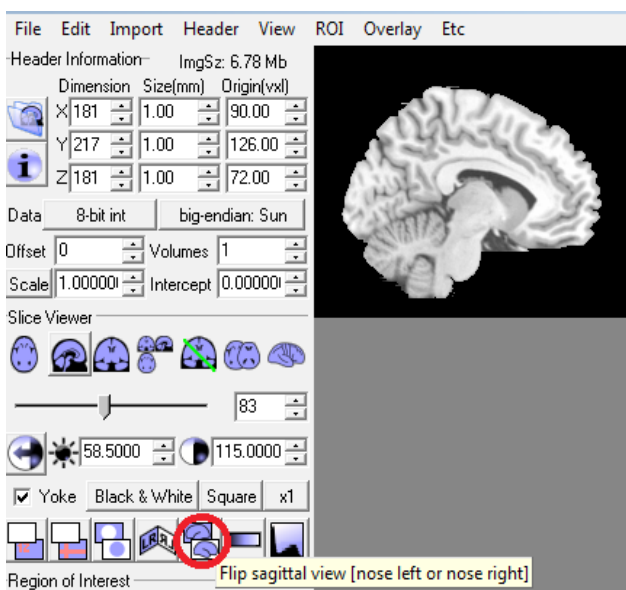 File Edit Import Header View ROI Overlay Etc
Header Information ImgSz: 6.78 Mb
Dimension Size(mm) Origin(vxl)
X 181 1.00 90.00
Y 217 1.00 126.00
Z 181 1.00 72.00
Data 8-bit int big-endian: Sun
Offset 0 Volumes 1
Scale 1.00000 Intercept 0.00000
Slice Viewer
83
58.5000 115.0000
Yoke Black & White Square x1
Flip sagittal view [nose left or nose right]
Region of Interest